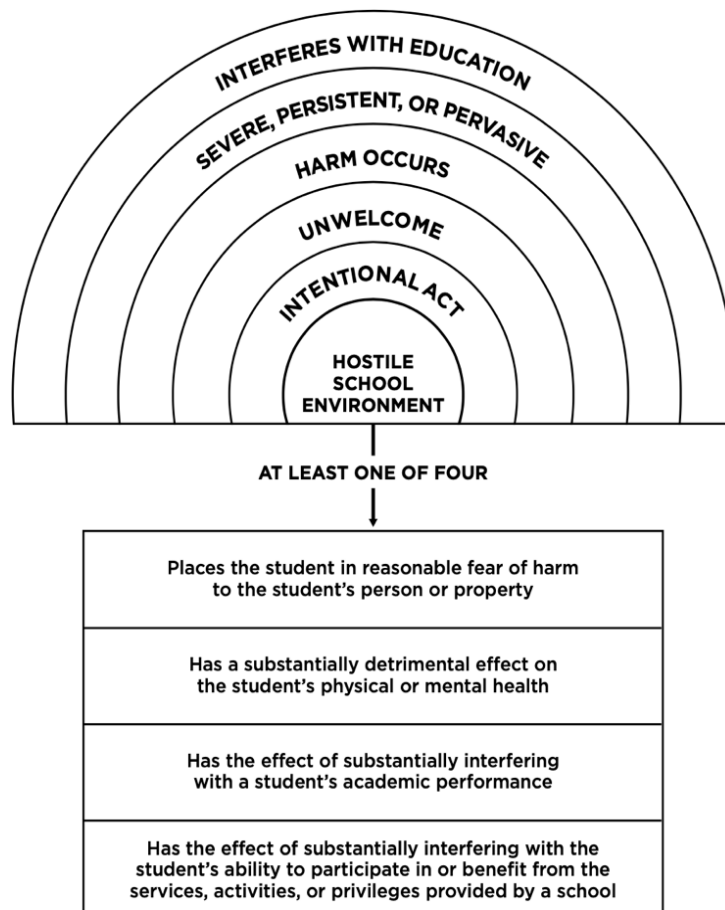 INTERFERES WITH EDUCATION
SEVERE, PERSISTENT, OR PERVASIVE
HARM OCCURS
UNWELCOME
INTENTIONAL ACT
HOSTILE
SCHOOL
ENVIRONMENT
AT LEAST ONE OF FOUR
Places the student in reasonable fear of harm
to the student’s person or property
Has a substantially detrimental effect on
the student’s physical or mental health
Has the effect of substantially interfering
with a student’s academic performance
Has the effect of substantially interfering with the
student’s ability to participate in or benefit from the
services, activities, or privileges provided by a school